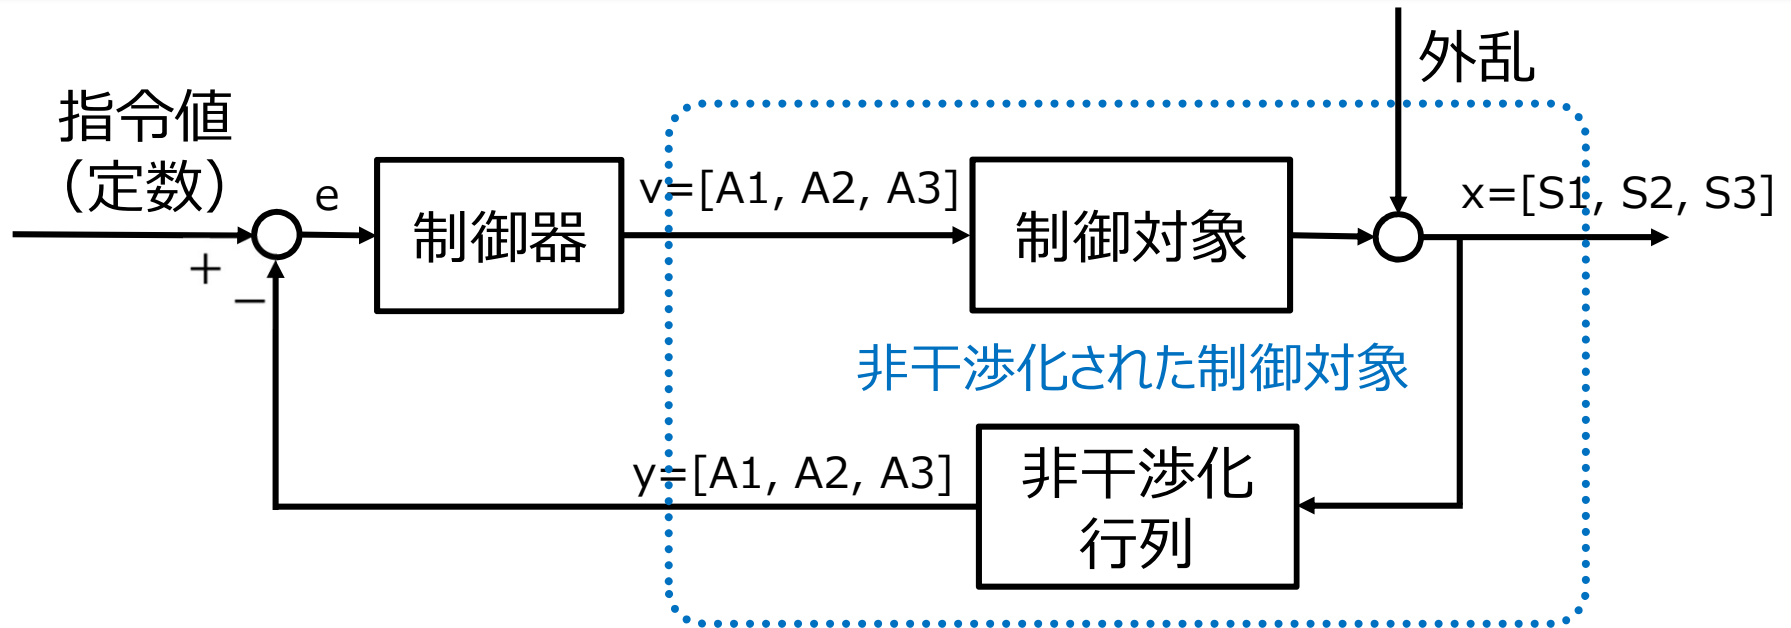 外乱
指令値
（定数）
e
+
−
制御器
v=[A1, A2, A3]
制御対象
x=[S1, S2, S3]
非干渉化された制御対象
y=[A1, A2, A3]
非干渉化
行列